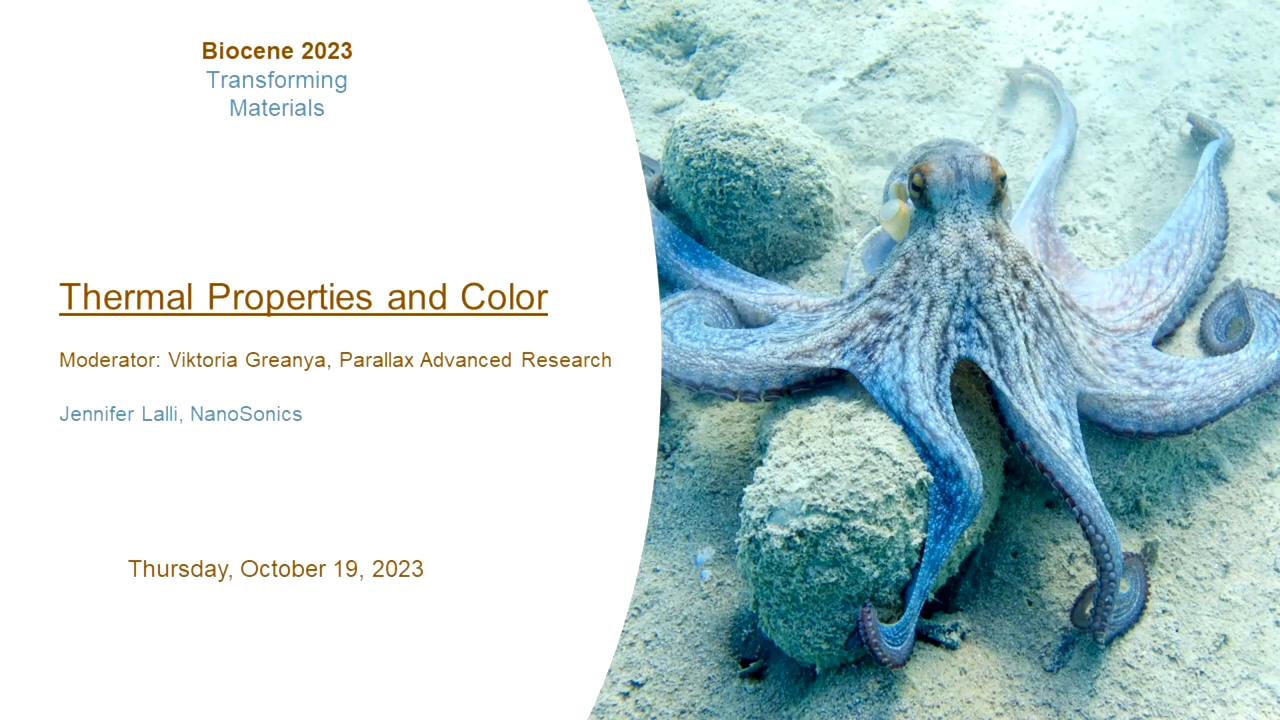 Biocene 2023
Transforming
Materials
Thermal Properties and Color
Moderator: Viktoria Greanya, Parallax Advanced Research
Jennifer Lalli, NanoSonics
Thursday, October 19, 2023